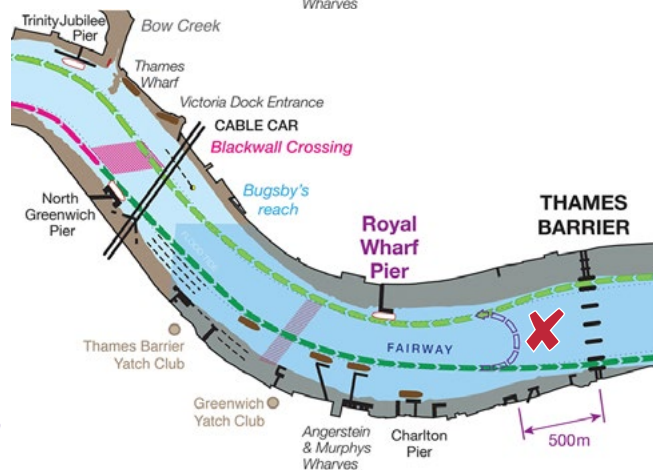 Wharves
Trinity Jubilee
Pier
Bow Creek
Thames
Wharf
Victoria Dock Entrance
CABLE CAR
Blackwall Crossing
North
Greenwich
Pier
Bugsby's
reach
Royal
Wharf
Pier
THAMES
BARRIER
FLOOD TIDE
FAIRWAY
Thames Barrier
Yatch Club
Greenwich
Yatch Club
Angerstein
& Murphys
Wharves
Charlton
Pier
500m